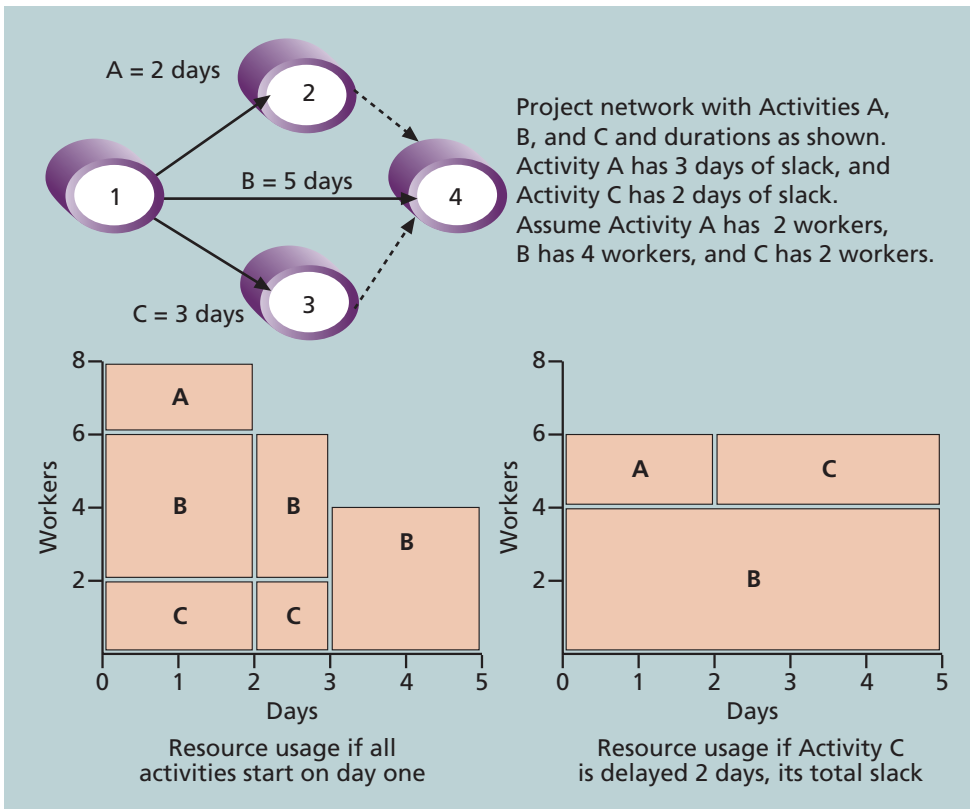 A = 2 days
2
Project network with Activities A,
B, and C and durations as shown.
Activity A has 3 days of slack, and
Activity C has 2 days of slack.
Assume Activity A has 2 workers,
B has 4 workers, and C has 2 workers.
1
B = 5 days
4
C = 3 days
3
8
6
4
2
Workers
A
B
B
B
C
C
0
1
2
3
4
5
Days
Resource usage if all
activities start on day one
8
6
4
2
Workers
A
C
B
0
1
2
3
4
5
Days
Resource usage if Activity C
is delayed 2 days, its total slack